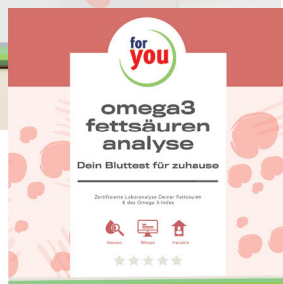 for
you
omega3
fettsäuren
analyse
Dein Bluttest für zuhause
Zertifizierte Laboranalyse Deiner Fettsäuren
& des Omega 3-Index
Messen
Wissen
Handeln